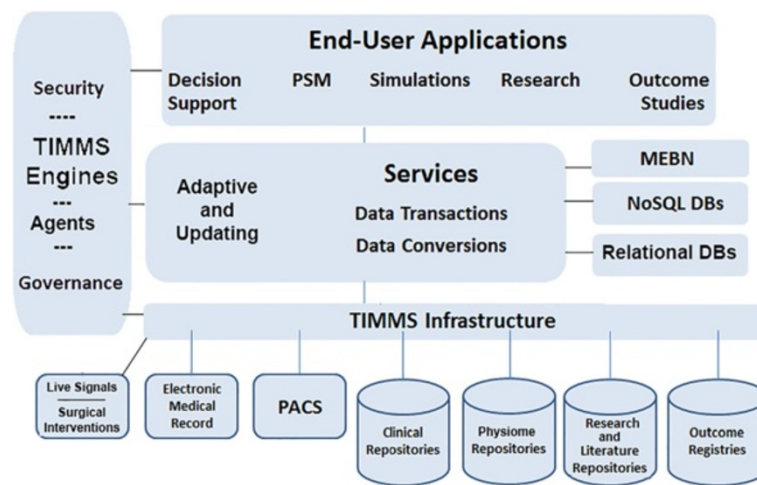 Security
----
TIMMS
Engines
---
Agents
---
Governance
End-User Applications
Decision
Support
PSM
Simulations
Research
Outcome
Studies
Adaptive
and
Updating
Services
Data Transactions
Data Conversions
MEBN
NoSQL DBs
Relational DBs
TIMMS Infrastructure
Live Signals
Surgical
Interventions
Electronic
Medical
Record
PACS
Clinical
Repositories
Physiome
Repositories
Research
and
Literature
Repositories
Outcome
Registries